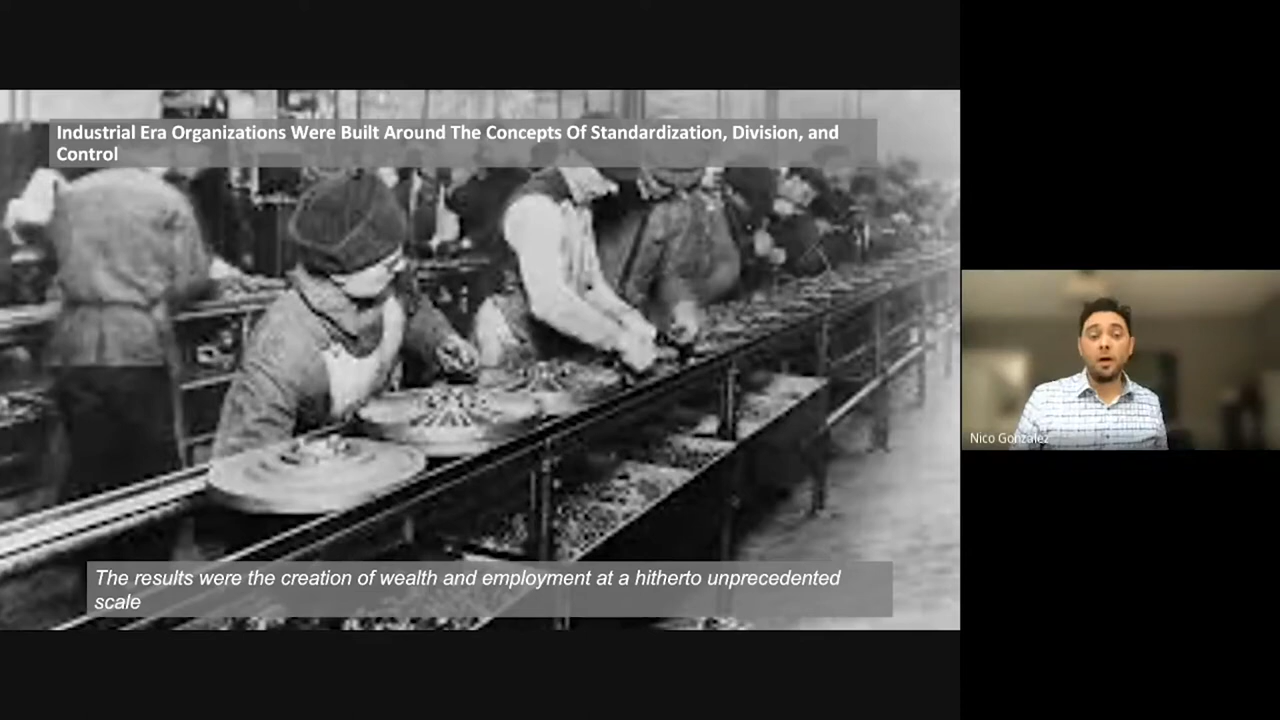 Industrial Era Organizations Were Built Around The Concepts Of Standardization, Division, and
Control
The results were the creation of wealth and employment at a hitherto unprecedented
scale
Nico Gonzalez